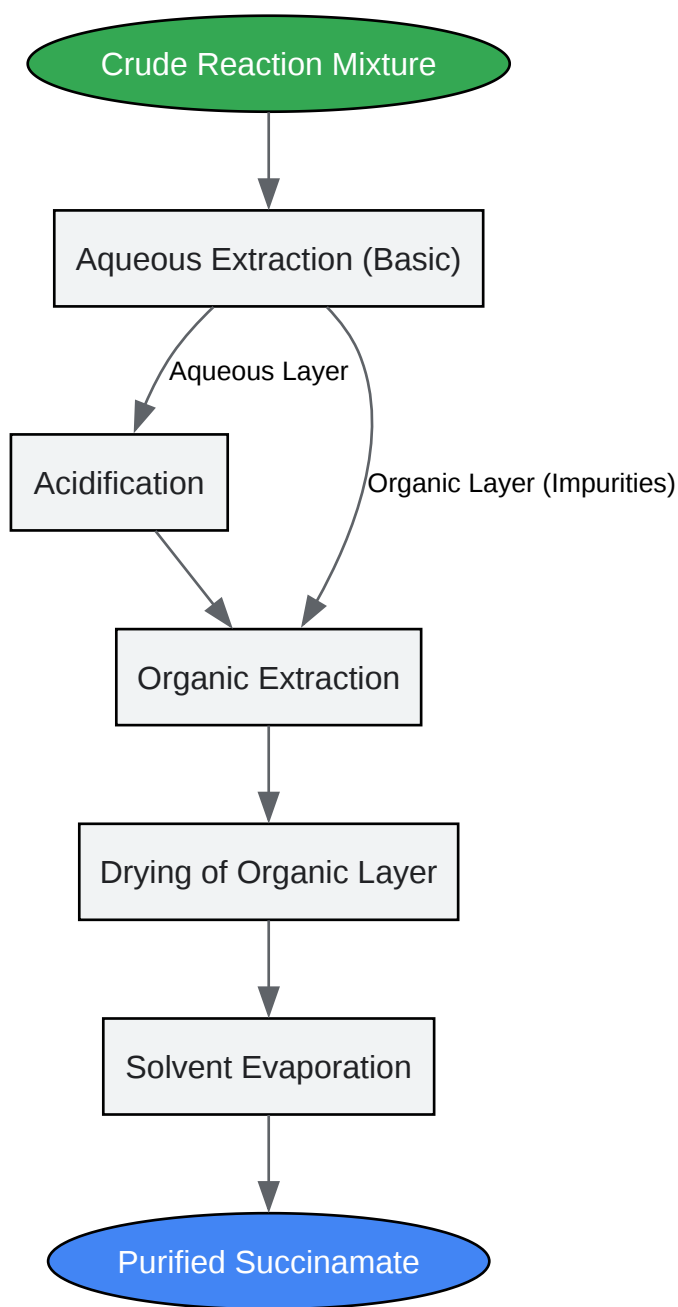 Crude Reaction Mixture
Aqueous Extraction (Basic)
Aqueous Layer
Acidification
Organic Layer (Impurities)
Organic Extraction
Drying of Organic Layer
Solvent Evaporation
Purified Succinamate